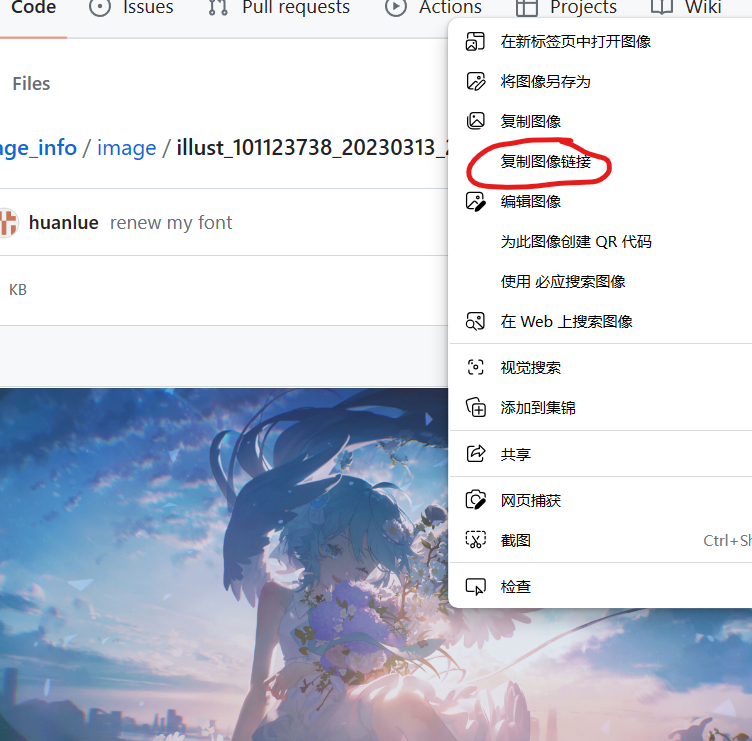 Code Issues Pull requests Actions Projects Wiki
Files
age_info / image / illust_101123738_20230313_
huanlue renew my font
KB
在新标签页中打开图像
将图像另存为
复制图像
复制图像链接
编辑图像
为此图像创建 QR 代码
使用 必应搜索图像
在 Web 上搜索图像
视觉搜索
添加到集锦
共享
网页捕获
截图 Ctrl+Sh
检查